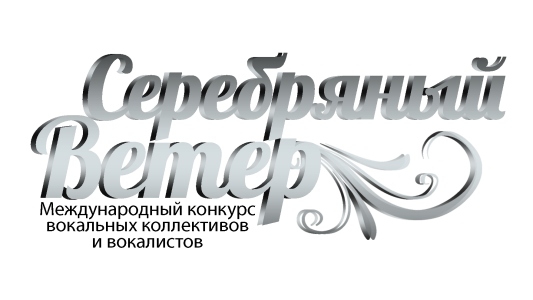 Серебряный
Ветер
Международный конкурс
вокальных коллективов
и вокалистов